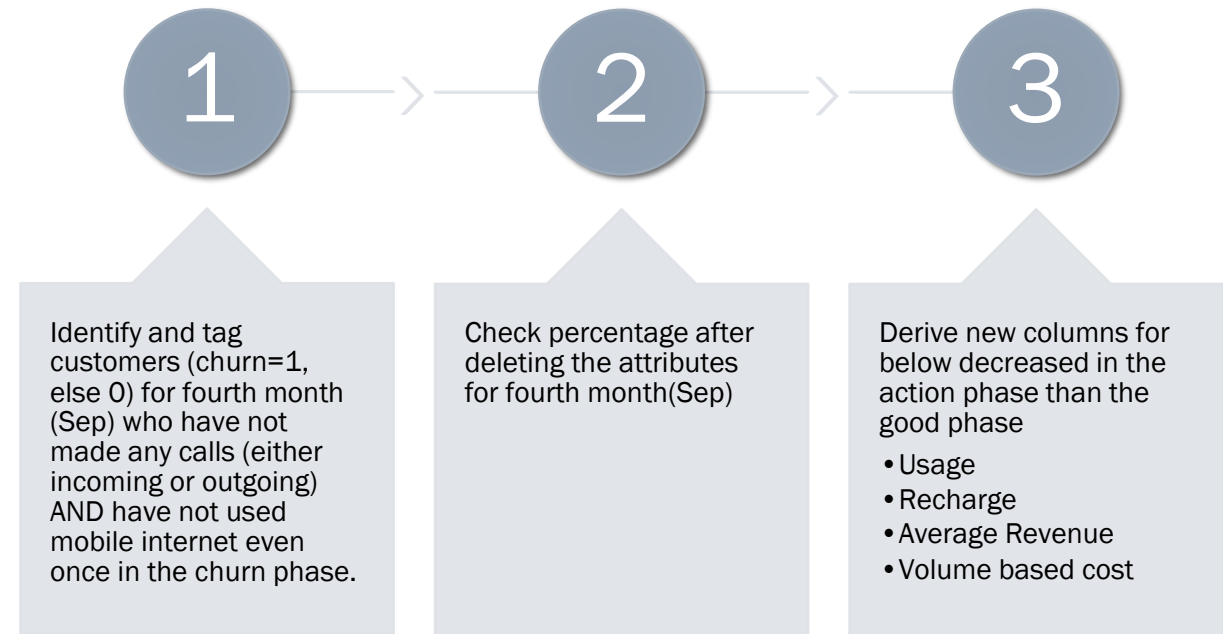 1
2
3
Identify and tag
customers (churn=1,
else 0) for fourth month
(Sep) who have not
made any calls (either
incoming or outgoing)
AND have not used
mobile internet even
once in the churn phase.
Check percentage after
deleting the attributes
for fourth month(Sep)
Derive new columns for
below decreased in the
action phase than the
good phase
•Usage
•Recharge
•Average Revenue
•Volume based cost